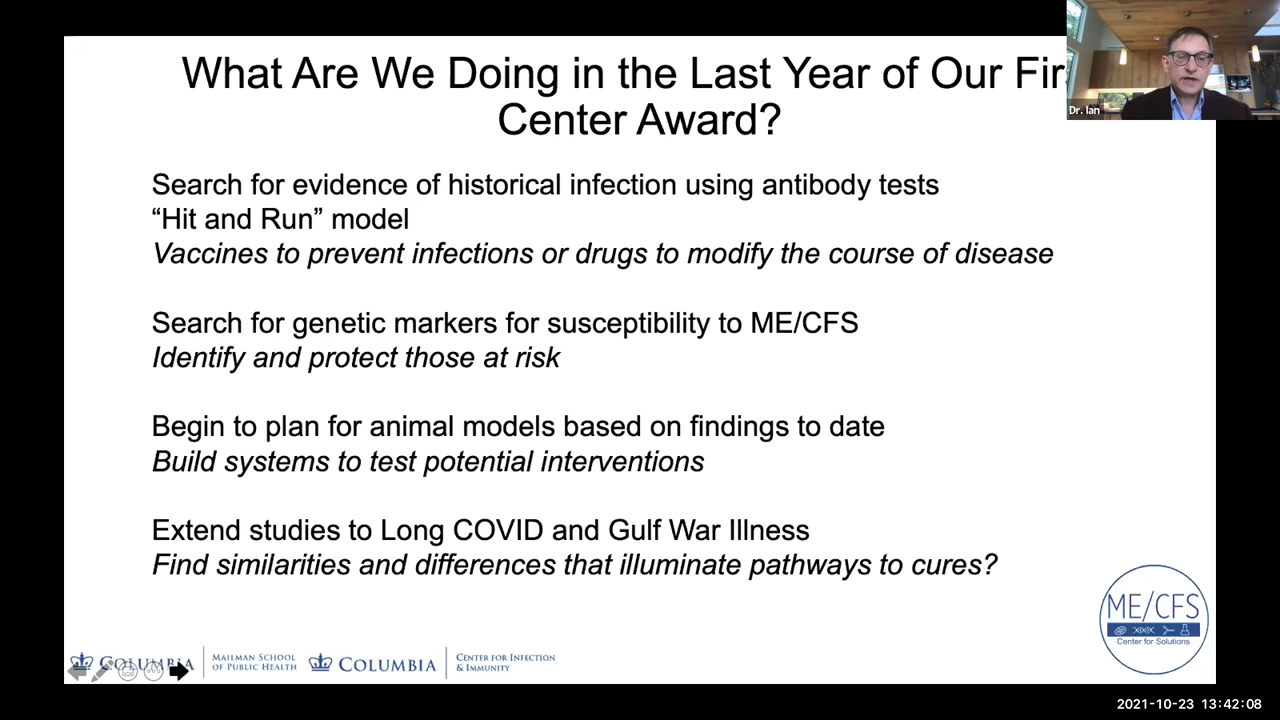 What Are We Doing in the Last Year of Our Fir
Center Award?
Dr. Ian
Search for evidence of historical infection using antibody tests
“Hit and Run” model
Vaccines to prevent infections or drugs to modify the course of disease
Search for genetic markers for susceptibility to ME/CFS
Identify and protect those at risk
Begin to plan for animal models based on findings to date
Build systems to test potential interventions
Extend studies to Long COVID and Gulf War Illness
Find similarities and differences that illuminate pathways to cures?
ME/CFS
Center for Solutions
COLUMBIA
MAILMAN SCHOOL
OF PUBLIC HEALTH
COLUMBIA
CENTER FOR INFECTION
& IMMUNITY
2021-10-23 13:42:08